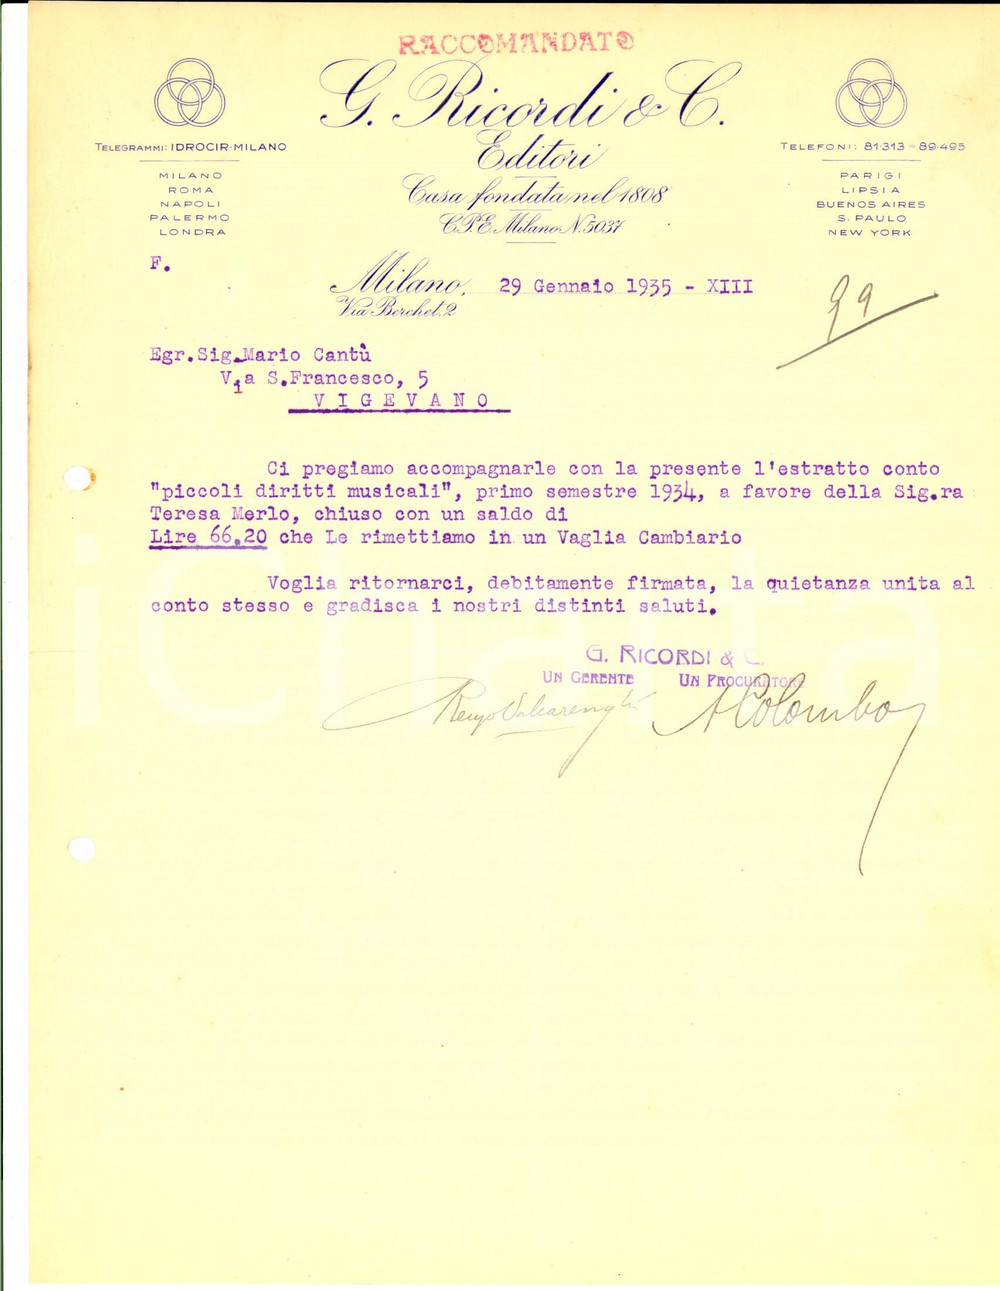 RACCOMANDATO
G. Ricordi & C.
Editori
Casa fondata nel 1808
C.P.E. Milano N. 5037
TELEGRAMMI: IDROCIR-MILANO
MILANO
ROMA
NAPOLI
PALERMO
LONDRA
TELEFONI: 81-313 - 89-495
PARIGI
LIPSIA
BUENOS AIRES
S. PAULO
NEW YORK
F.
Milano, 29 Gennaio 1935 - XIII
Via Berchet. 2
99
Egr.Sig.Mario Cantù
Via S.Francesco, 5
VIGEVANO
Ci pregiamo accompagnarle con la presente l'estratto conto
"piccoli diritti musicali", primo semestre 1934, a favore della Sig.ra
Teresa Merlo, chiuso con un saldo di
Lire 66.20 che Le rimettiamo in un Vaglia Cambiario
Voglia ritornarci, debitamente firmata, la quietanza unita al
conto stesso e gradisca i nostri distinti saluti.
G. RICORDI & C.
UN GERENTE UN PROCURATORE
Renzo Valcarenghi A Colombo
iCharta